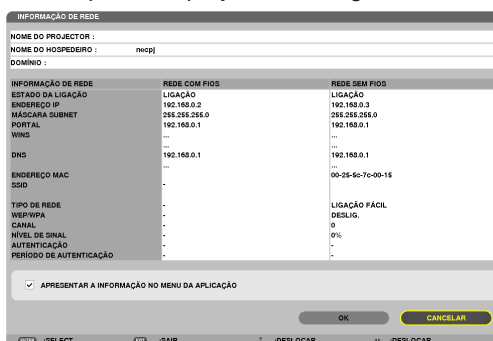 INFORMAÇÃO DE REDE
NOME DO PROJECTOR :
NOME DO HOSPEDEIRO : necpj
DOMÍNIO :
INFORMAÇÃO DE REDE REDE COM FIOS REDE SEM FIOS
ESTADO DA LIGAÇÃO LIGAÇÃO LIGAÇÃO
ENDEREÇO IP 192.168.0.2 192.168.0.3
MÁSCARA SUBNET 255.255.255.0 255.255.255.0
PORTAL 192.168.0.1 192.168.0.1
WINS ... ...
... ...
DNS 192.168.0.1 192.168.0.1
... ...
ENDEREÇO MAC 00-25-5c-7c-00-15
SSID -
TIPO DE REDE - LIGAÇÃO FÁCIL
WEP/WPA - DESLIG.
CANAL - 0
NÍVEL DE SINAL - 0%
AUTENTICAÇÃO - -
PERÍODO DE AUTENTICAÇÃO - -
APRESENTAR A INFORMAÇÃO NO MENU DA APLICAÇÃO
OK CANCELAR
:SELECT :SAIR :DESLOCAR :DESLOCAR